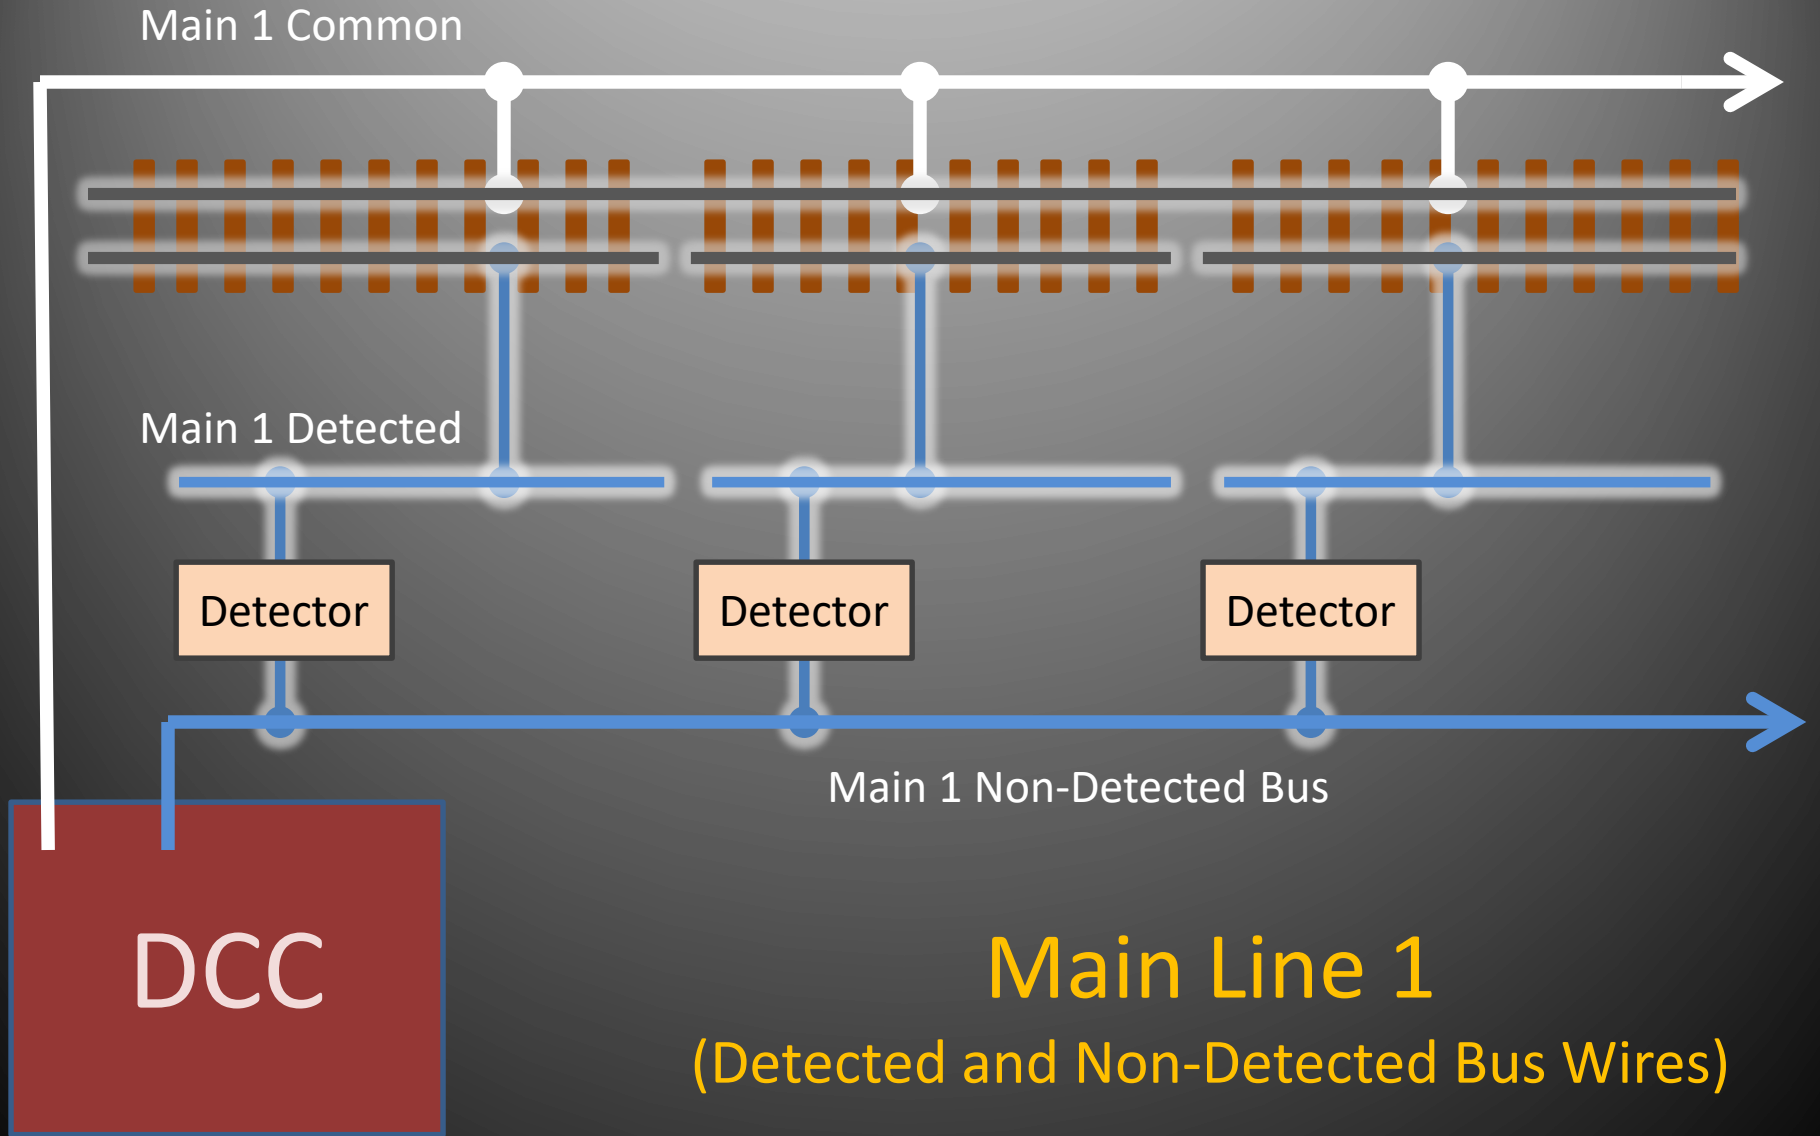 Main 1 Common
Main 1 Detected
Detector
Detector
Detector
Main 1 Non-Detected Bus
DCC
Main Line 1
(Detected and Non-Detected Bus Wires)